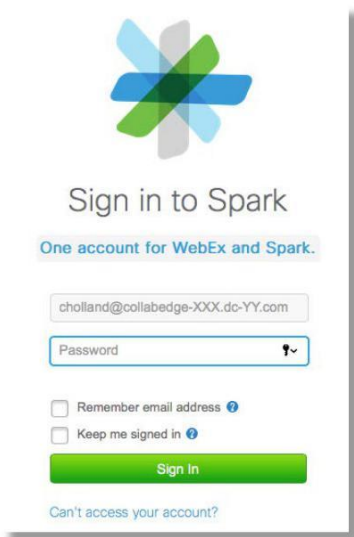 Sign in to Spark
One account for WebEx and Spark.
cholland@collabedge-XXX.dc-YY.com
Password
Remember email address ?
Keep me signed in ?
Sign In
Can't access your account?